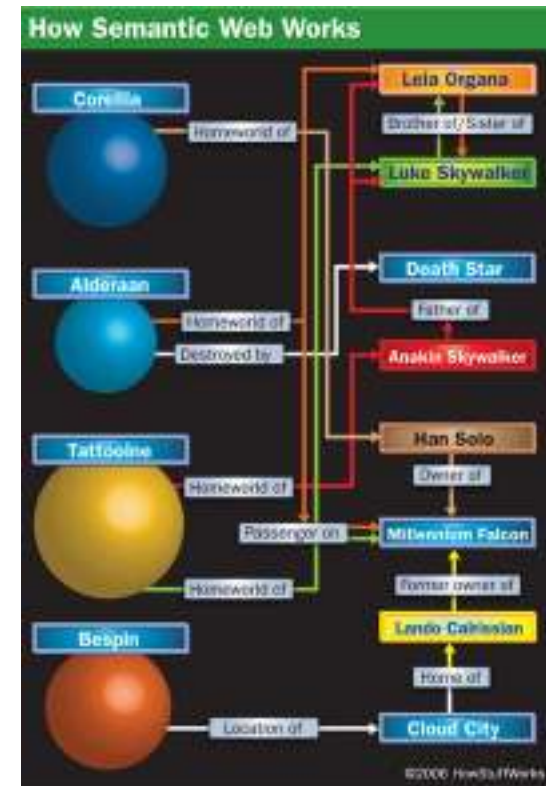 How Semantic Web Works
Corellia
Homeworld of
Leia Organa
Brother of/Sister of
Luke Skywalker
Alderaan
Homeworld of
Destroyed by
Death Star
Father of
Anakin Skywalker
Tattooine
Homeworld of
Han Solo
Owner of
Passenger on
Millennium Falcon
Homeworld of
Former owner of
Lando Calrissian
Bespin
Home of
Location of
Cloud City
©2006 HowStuffWorks